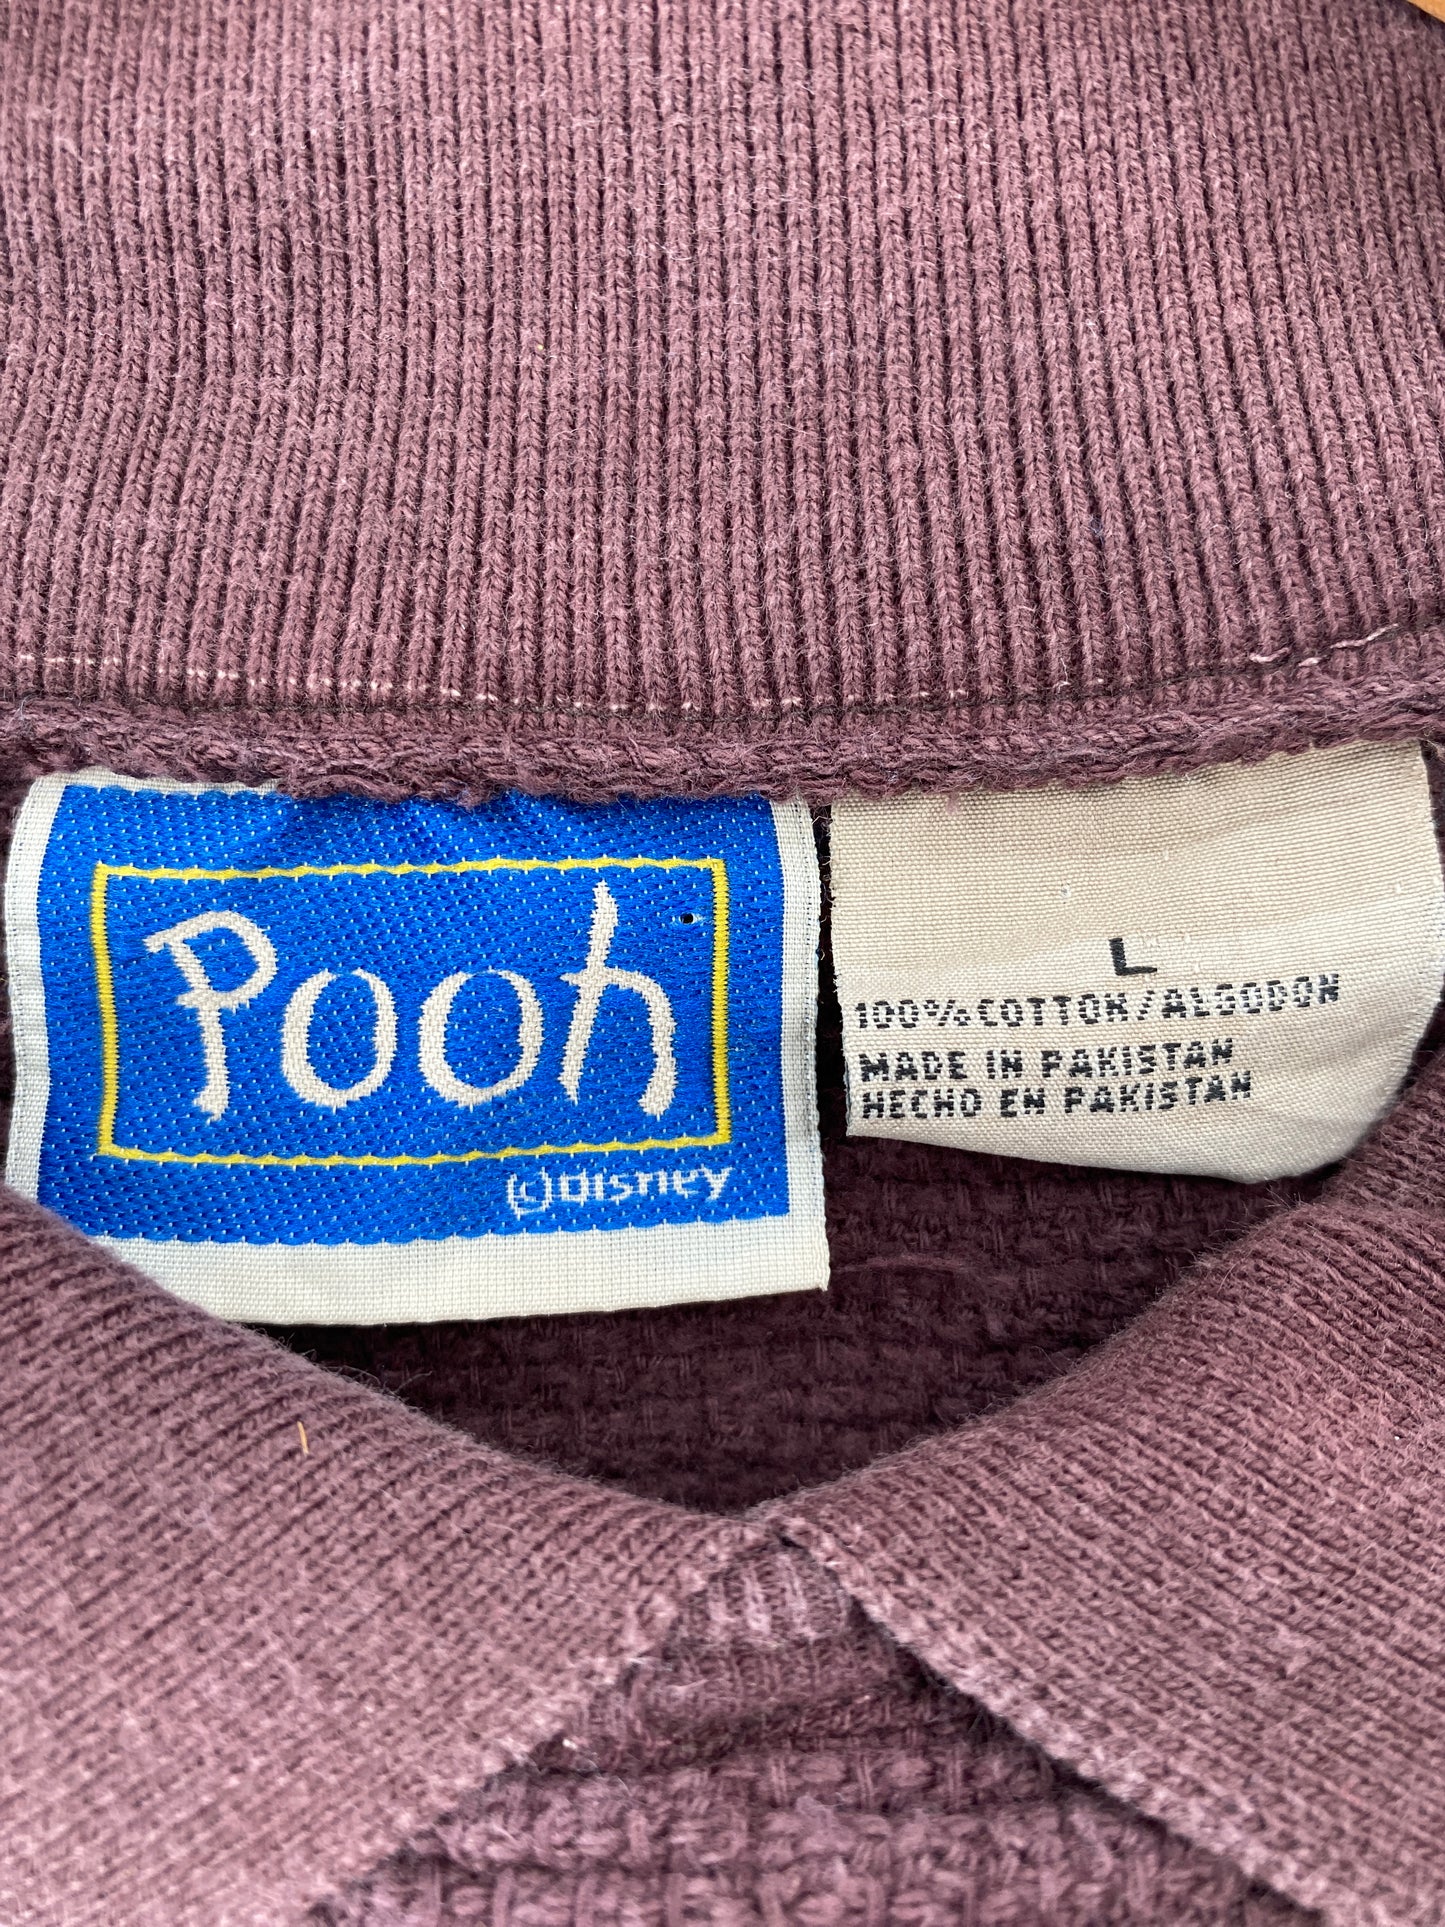 Pooh
©Disney
L
100% COTTON/ALGODON
MADE IN PAKISTAN
HECHO EN PAKISTAN